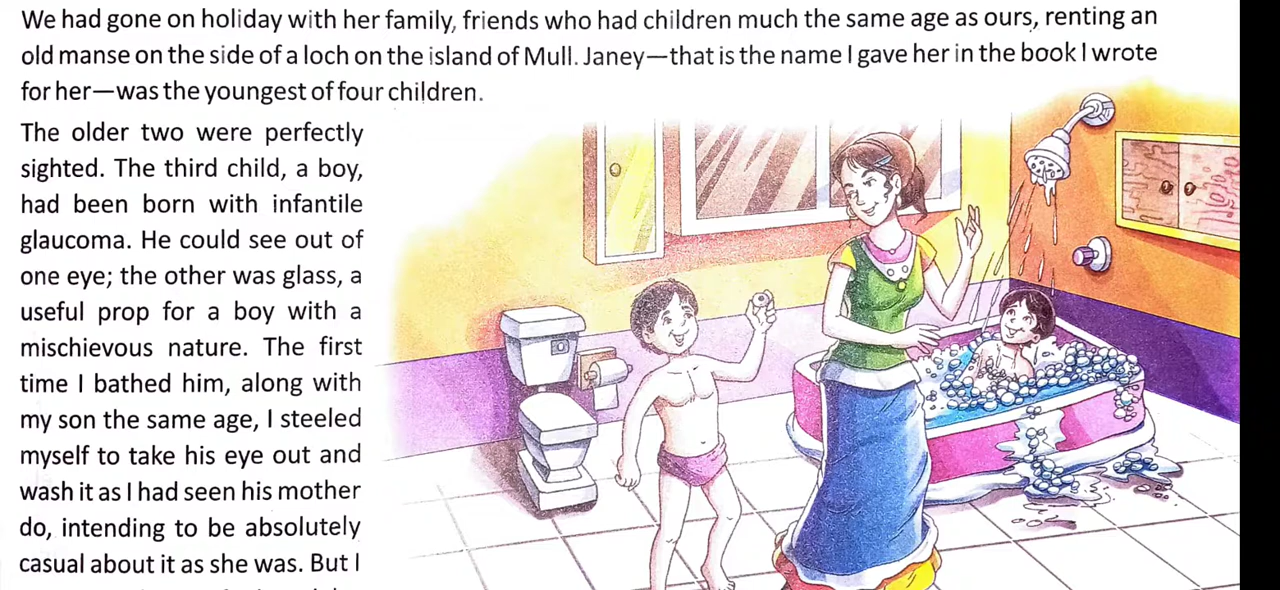 We had gone on holiday with her family, friends who had children much the same age as ours, renting an
old manse on the side of a loch on the island of Mull. Janey—that is the name I gave her in the book I wrote
for her—was the youngest of four children.
The older two were perfectly
sighted. The third child, a boy,
had been born with infantile
glaucoma. He could see out of
one eye; the other was glass, a
useful prop for a boy with a
mischievous nature. The first
time I bathed him, along with
my son the same age, I steeled
myself to take his eye out and
wash it as I had seen his mother
do, intending to be absolutely
casual about it as she was. But I